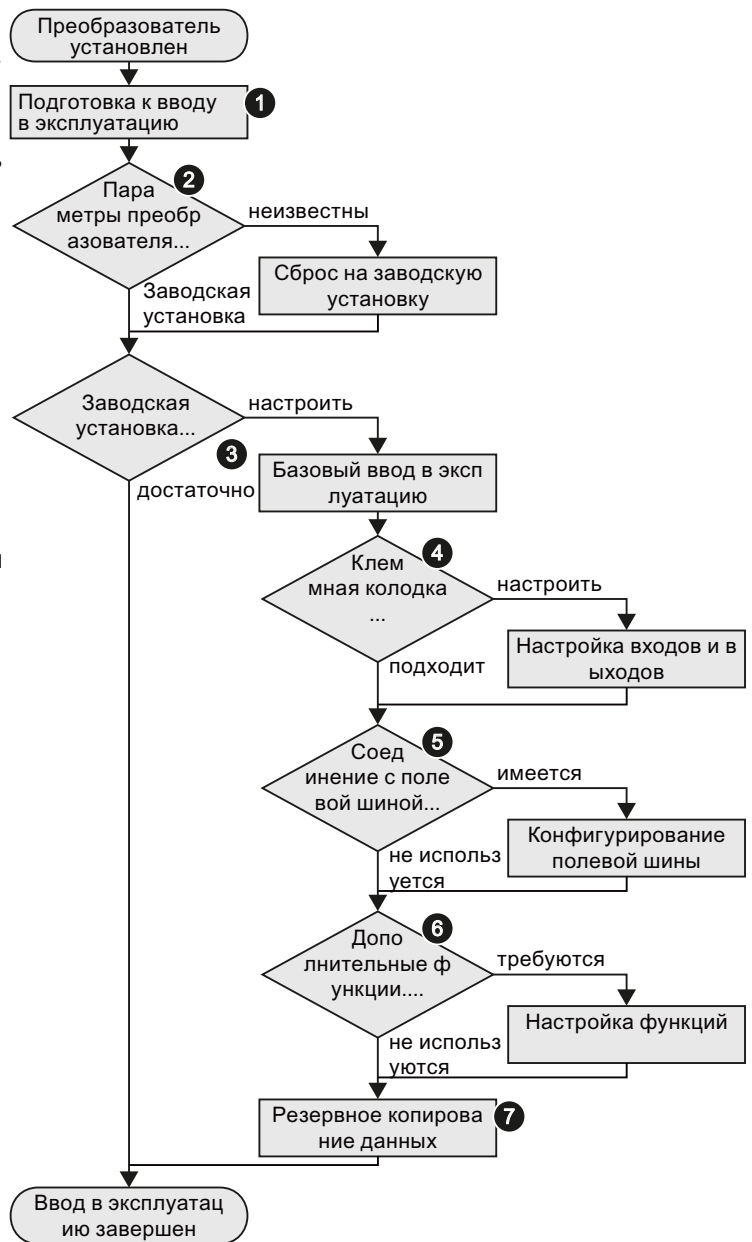 Преобразователь
установлен
Подготовка к вводу
в эксплуатацию
1
2
Пара
метры преобр
азователя...
неизвестны
Сброс на заводскую
установку
Заводская
установка
Заводская
установка...
настроить
3
достаточно
Базовый ввод в эксп
луатацию
4
Клем
мная колодка
...
настроить
Настройка входов и в
ыходов
подходит
5
Соед
инение с поле
вой шиной...
имеется
Конфигурирование
полевой шины
не использ
уется
6
Допо
лнительные ф
ункции....
требуются
Настройка функций
не использ
уются
Резервное копирова
ние данных
7
Ввод в эксплуатац
ию завершен